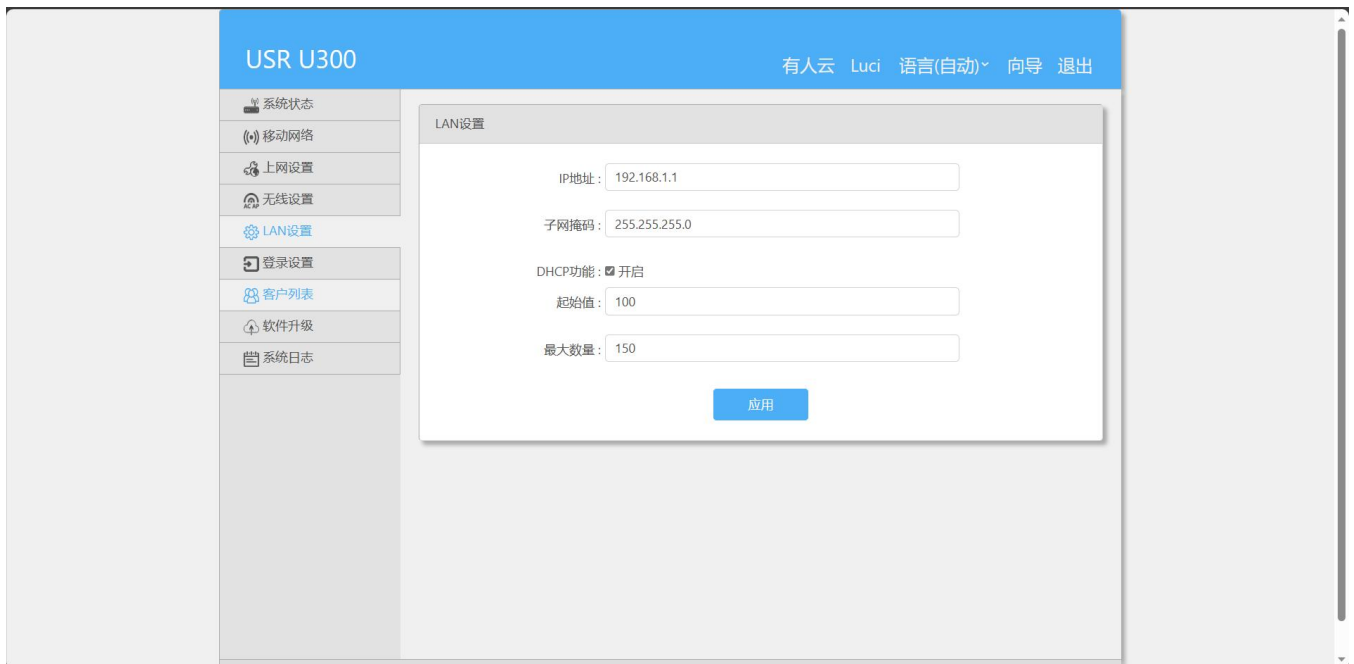 USR U300
有人云 Luci 语言(自动) 向导 退出
系统状态
移动网络
上网设置
无线设置
LAN设置
登录设置
客户列表
软件升级
系统日志
LAN设置
IP地址 : 192.168.1.1
子网掩码 : 255.255.255.0
DHCP功能 : 开启
起始值 : 100
最大数量 : 150
应用